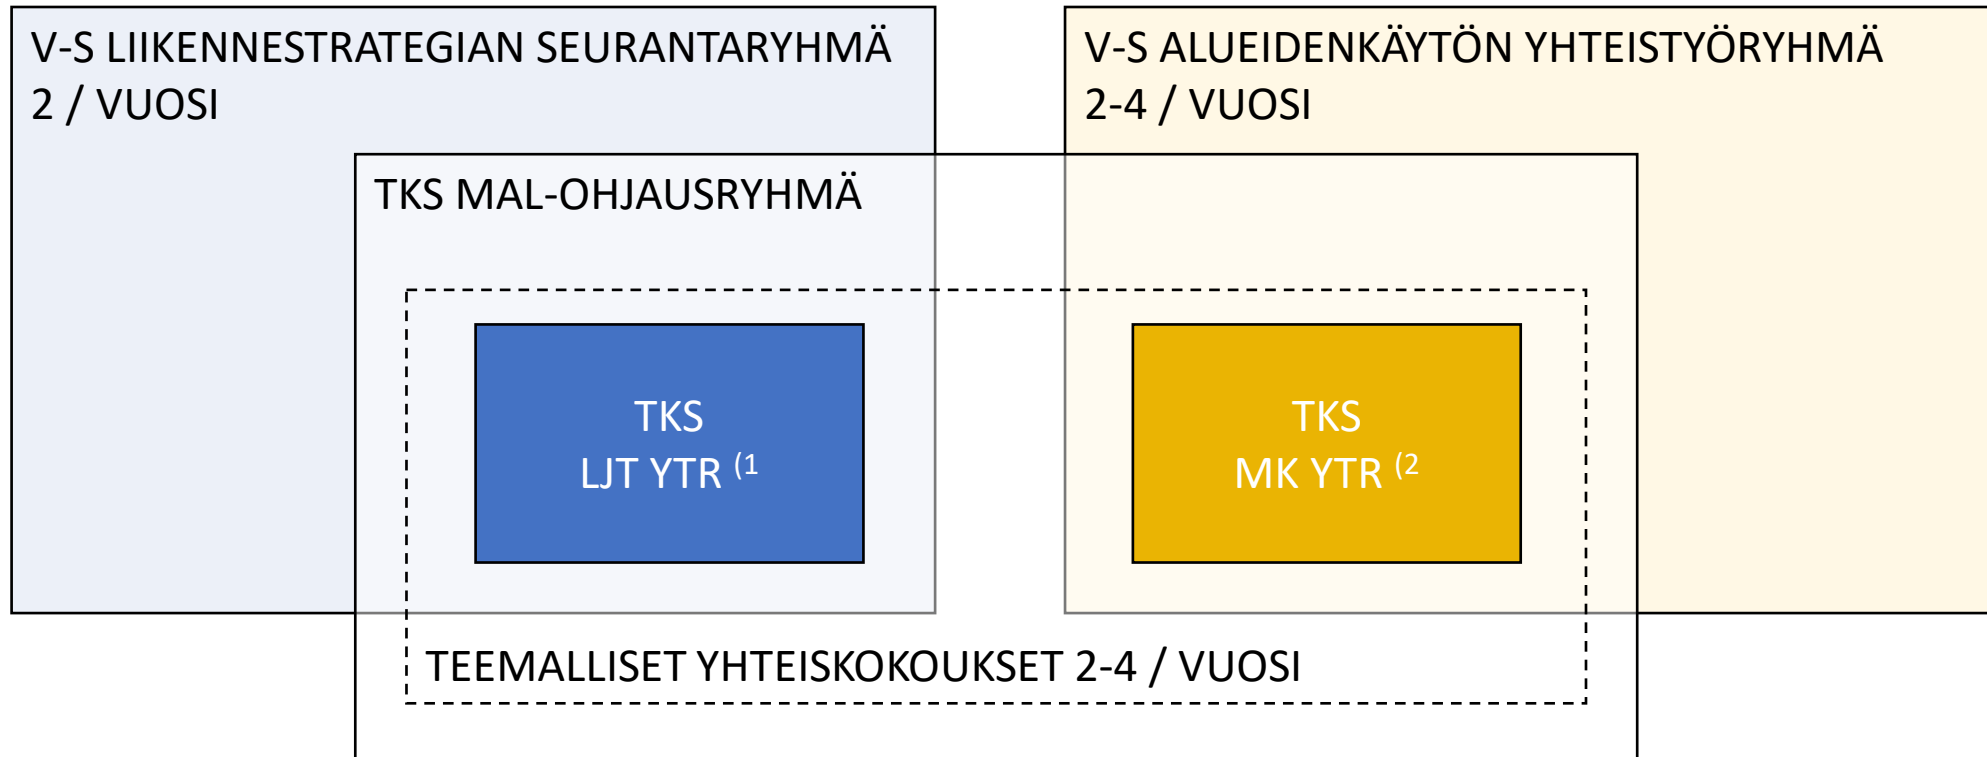 V-S LIIKENNESTRATEGIAN SEURANTARYHMÄ
2 / VUOSI
V-S ALUEIDENKÄYTÖN YHTEISTYÖRYHMÄ
2-4 / VUOSI
TKS MAL-OHJAUSRYHMÄ
TKS
LJT YTR (1
TKS
MK YTR (2
TEEMALLISET YHTEISKOKOUKSET 2-4 / VUOSI